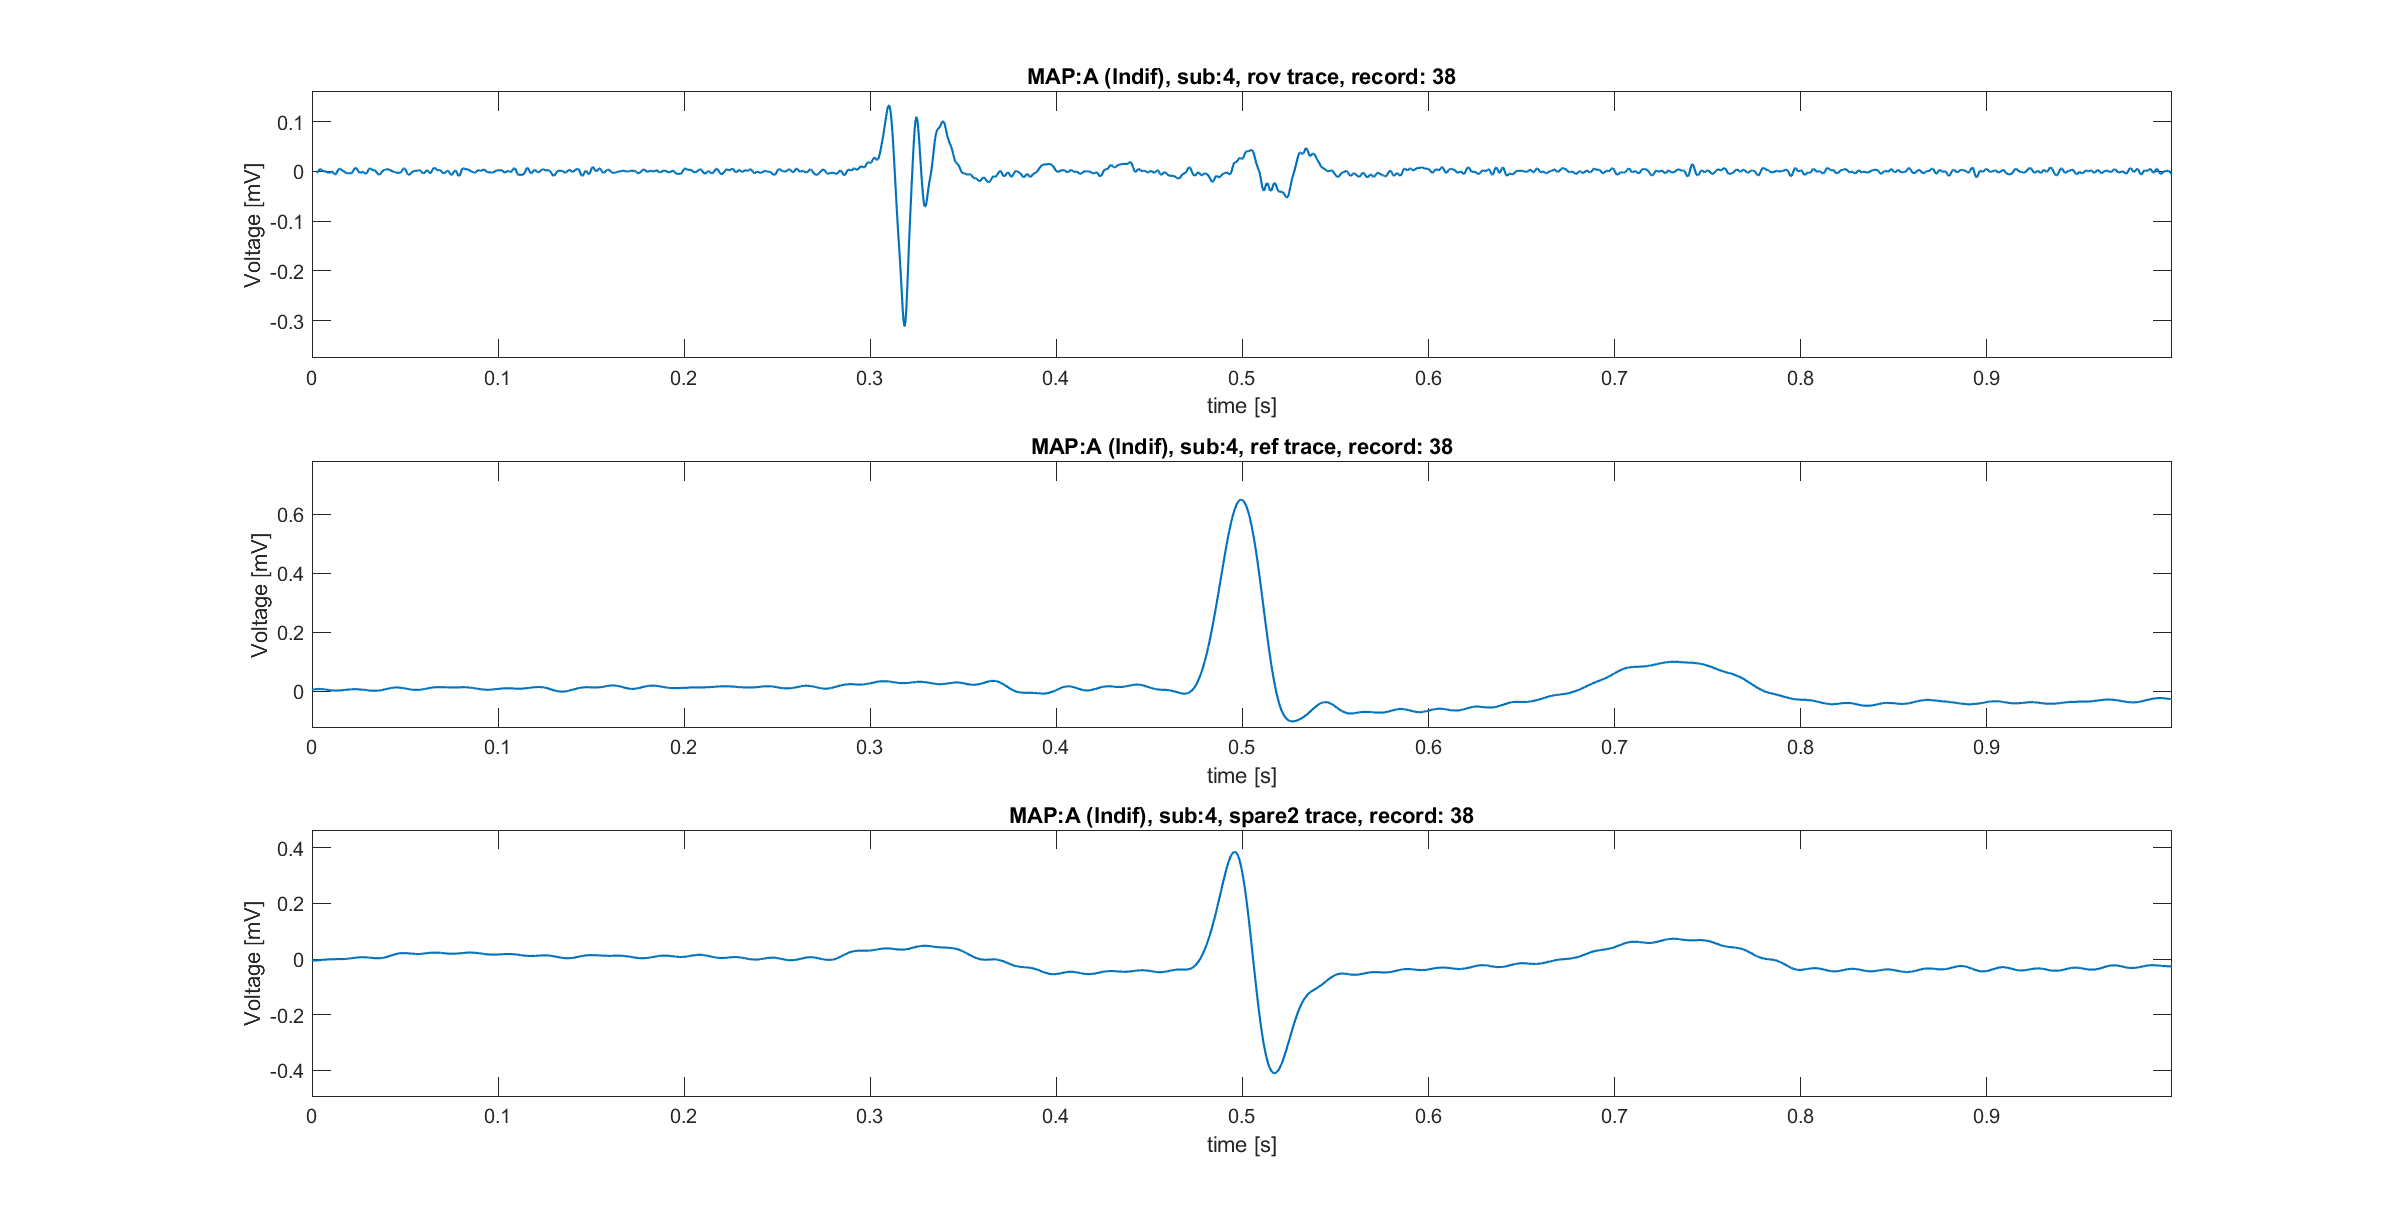 MAP:A (Indif), sub:4, rov trace, record: 38
Voltage [mV]
0.1
0
-0.1
-0.2
-0.3
0 0.1 0.2 0.3 0.4 0.5 0.6 0.7 0.8 0.9
time [s]
MAP:A (Indif), sub:4, ref trace, record: 38
Voltage [mV]
0.6
0.4
0.2
0
0 0.1 0.2 0.3 0.4 0.5 0.6 0.7 0.8 0.9
time [s]
MAP:A (Indif), sub:4, spare2 trace, record: 38
Voltage [mV]
0.4
0.2
0
-0.2
-0.4
0 0.1 0.2 0.3 0.4 0.5 0.6 0.7 0.8 0.9
time [s]